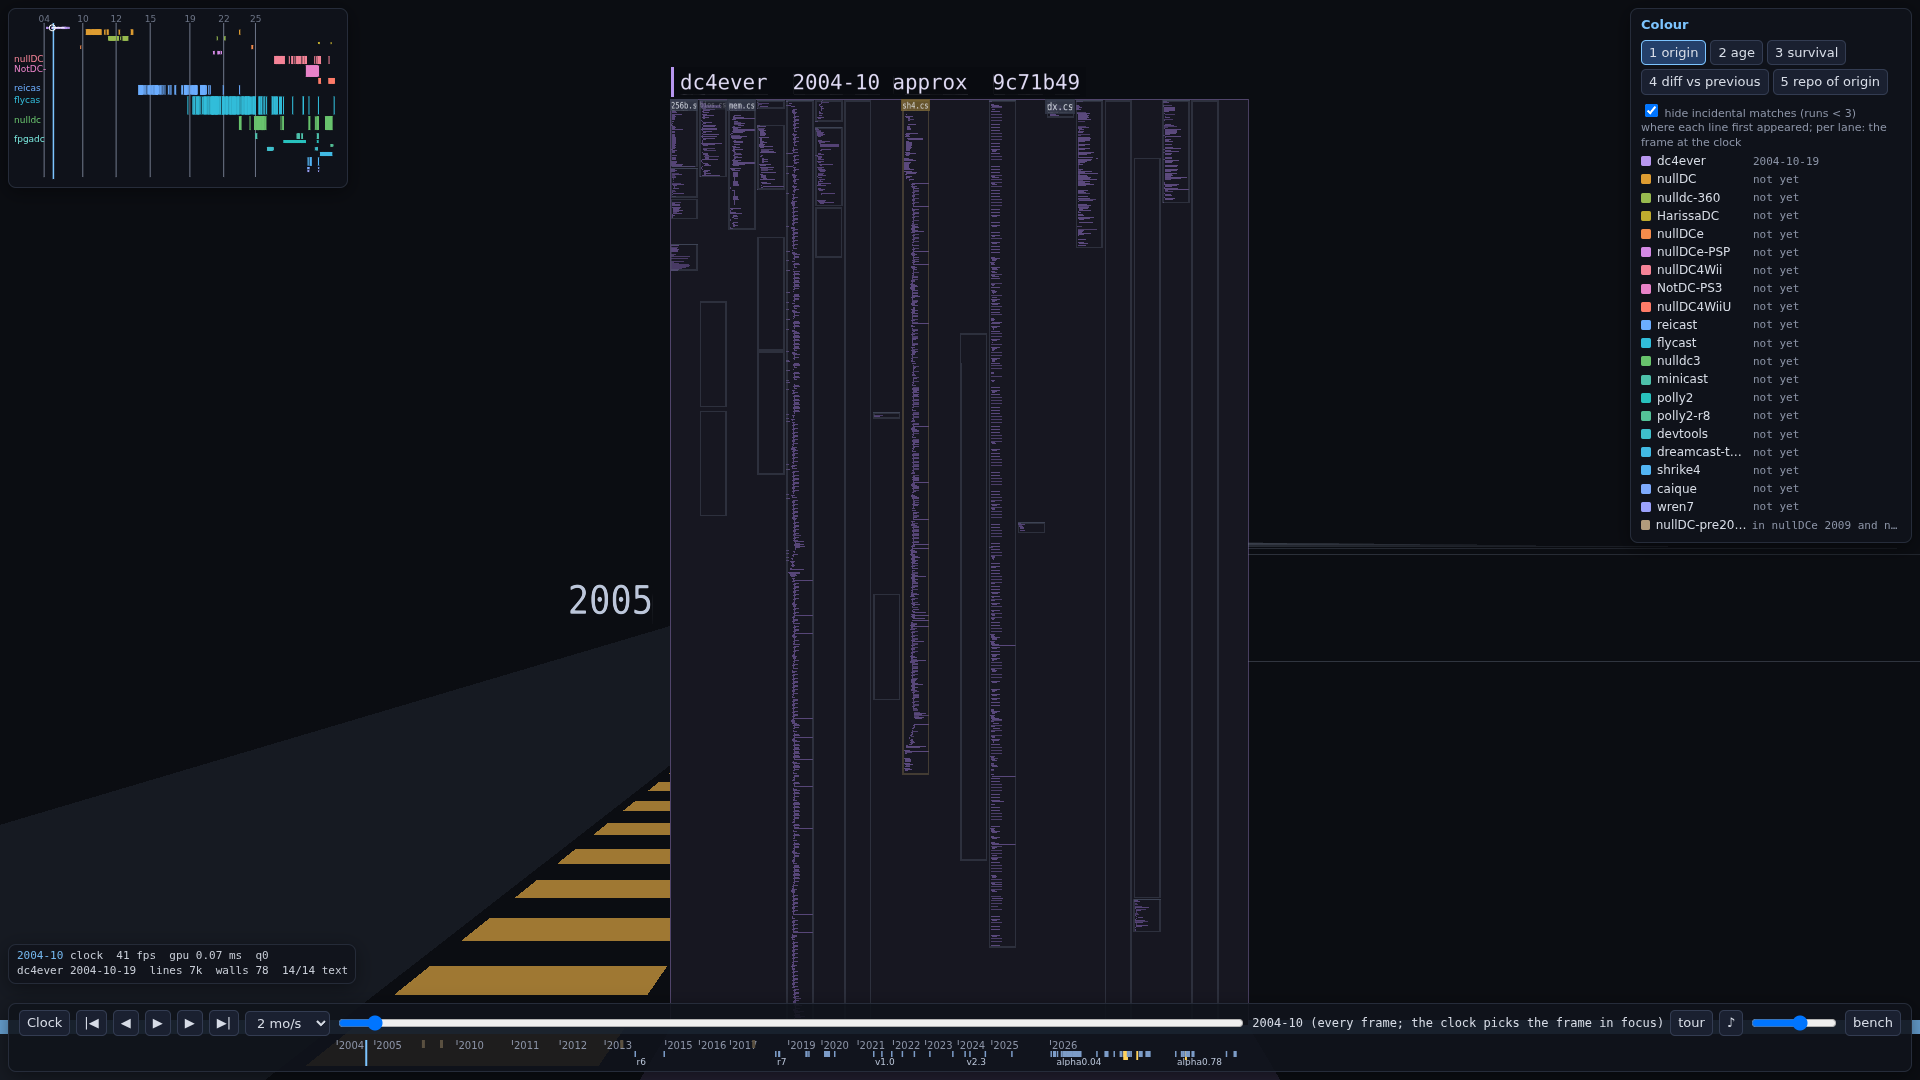 04 10 12 15 19 22 25
nullDC
NotDC-
reicas
flycas
nulldc
fpgadc
dc4ever 2004-10 approx 9c71b49
256b.s mem.cs sh4.cs dx.cs
2005
Colour
1 origin 2 age 3 survival
4 diff vs previous 5 repo of origin
hide incidental matches (runs < 3)
where each line first appeared; per lane: the
frame at the clock
dc4ever 2004-10-19
nullDC not yet
nulldc-360 not yet
HarissaDC not yet
nullDCe not yet
nullDCe-PSP not yet
nullDC4Wii not yet
NotDC-PS3 not yet
nullDC4WiiU not yet
reicast not yet
flycast not yet
nulldc3 not yet
minicast not yet
polly2 not yet
polly2-r8 not yet
devtools not yet
dreamcast-t… not yet
shrike4 not yet
caique not yet
wren7 not yet
nullDC-pre20… in nullDCe 2009 and n…
2004-10 clock 41 fps gpu 0.07 ms q0
dc4ever 2004-10-19 lines 7k walls 78 14/14 text
Clock |◀ ◀ ▶ ▶ ▶| 2 mo/s 2004-10 (every frame; the clock picks the frame in focus) tour ♪ bench
2004 2005 2010 2011 2012 2013 2015 2016 2017 2019 2020 2021 2022 2023 2024 2025 2026
r6 r7 v1.0 v2.3 alpha0.04 alpha0.78